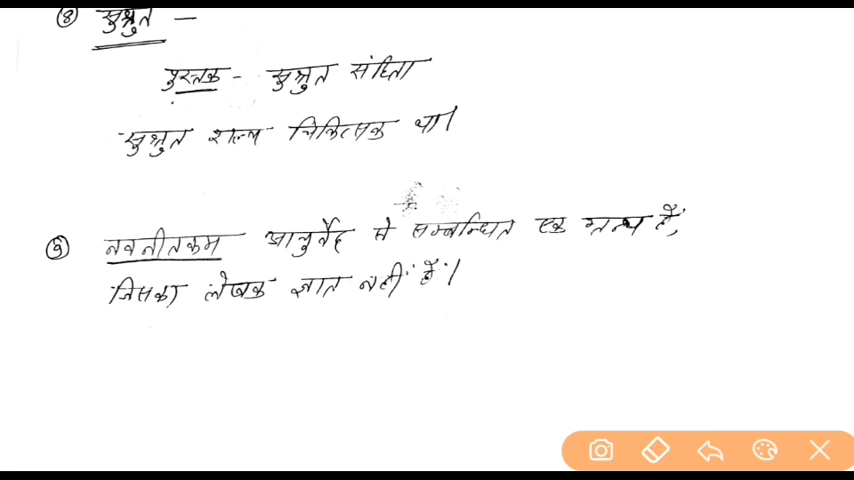 ⑧ सुश्रुत –
पुस्तक - सुश्रुत संहिता
सुश्रुत शल्य चिकित्सक था।
⑨ नवनीतकम आयुर्वेद से सम्बन्धित एक ग्रन्थ हैं,
जिसका लेखक ज्ञात नहीं हैं।